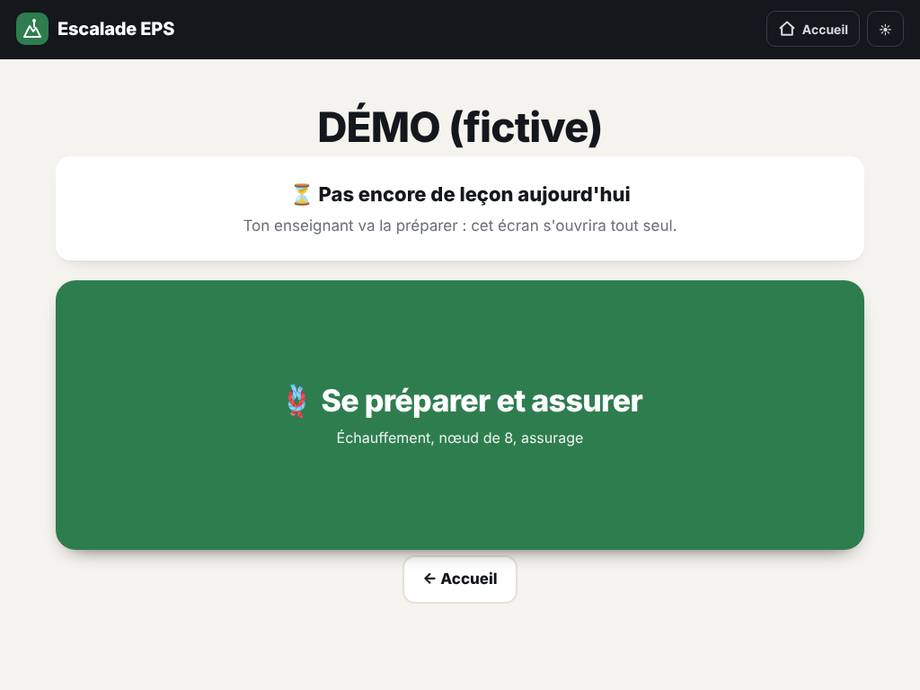 Escalade EPS
Accueil
DÉMO (fictive)
⏳ Pas encore de leçon aujourd'hui
Ton enseignant va la préparer : cet écran s'ouvrira tout seul.
🪢 Se préparer et assurer
Échauffement, nœud de 8, assurage
← Accueil